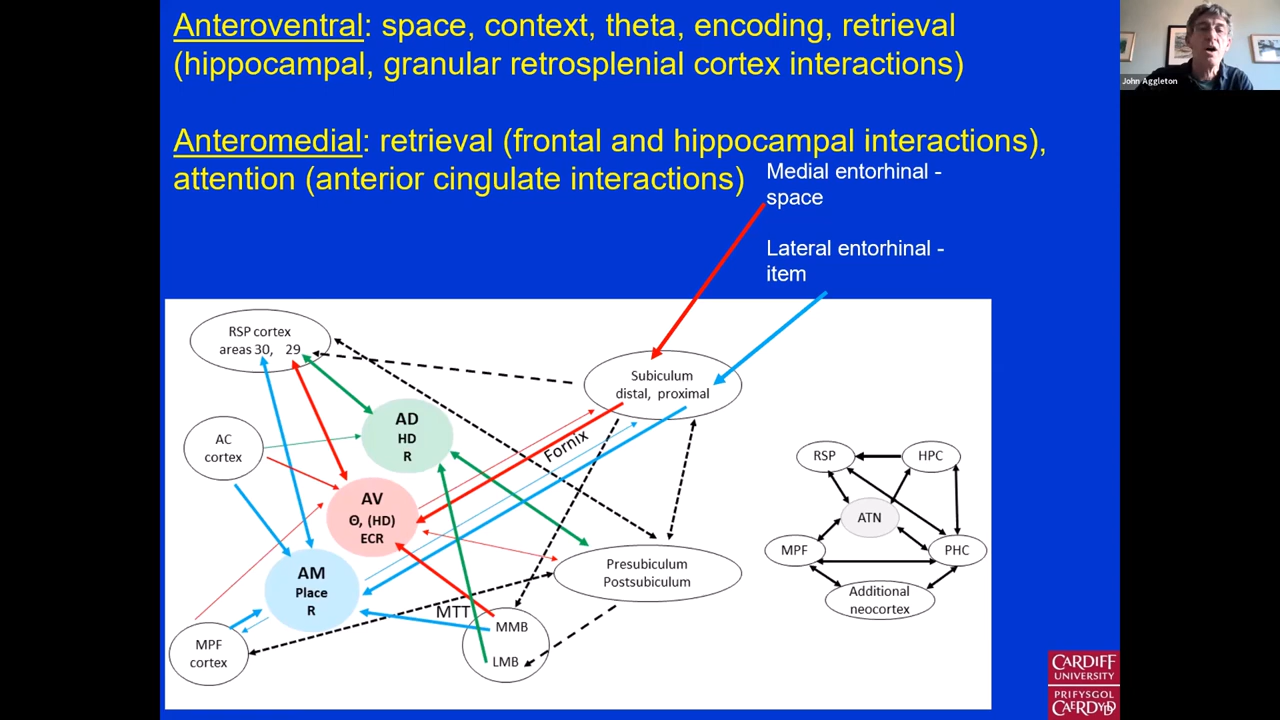 Anteroventral: space, context, theta, encoding, retrieval
(hippocampal, granular retrosplenial cortex interactions)
Anteromedial: retrieval (frontal and hippocampal interactions),
attention (anterior cingulate interactions)
Medial entorhinal -
space
Lateral entorhinal -
item
John Aggleton
RSP cortex
areas 30, 29
Subiculum
distal, proximal
AD
HD
R
AC
cortex
Fornix
AV
Θ, (HD)
ECR
AM
Place
R
Presubiculum
Postsubiculum
MTT
MMB
LMB
MPF
cortex
RSP
HPC
ATN
MPF
PHC
Additional
neocortex
CARDIFF
UNIVERSITY
PRIFYSGOL
CAERDYDD